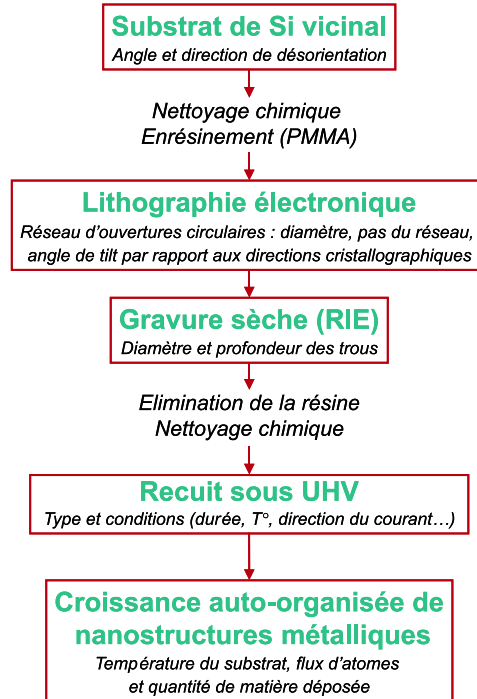 Substrat de Si vicinal
Angle et direction de désorientation
Nettoyage chimique
Enrésinement (PMMA)
Lithographie électronique
Réseau d'ouvertures circulaires : diamètre, pas du réseau,
angle de tilt par rapport aux directions cristallographiques
Gravure sèche (RIE)
Diamètre et profondeur des trous
Elimination de la résine
Nettoyage chimique
Recuit sous UHV
Type et conditions (durée, T°, direction du courant…)
Croissance auto-organisée de
nanostructures métalliques
Température du substrat, flux d'atomes
et quantité de matière déposée